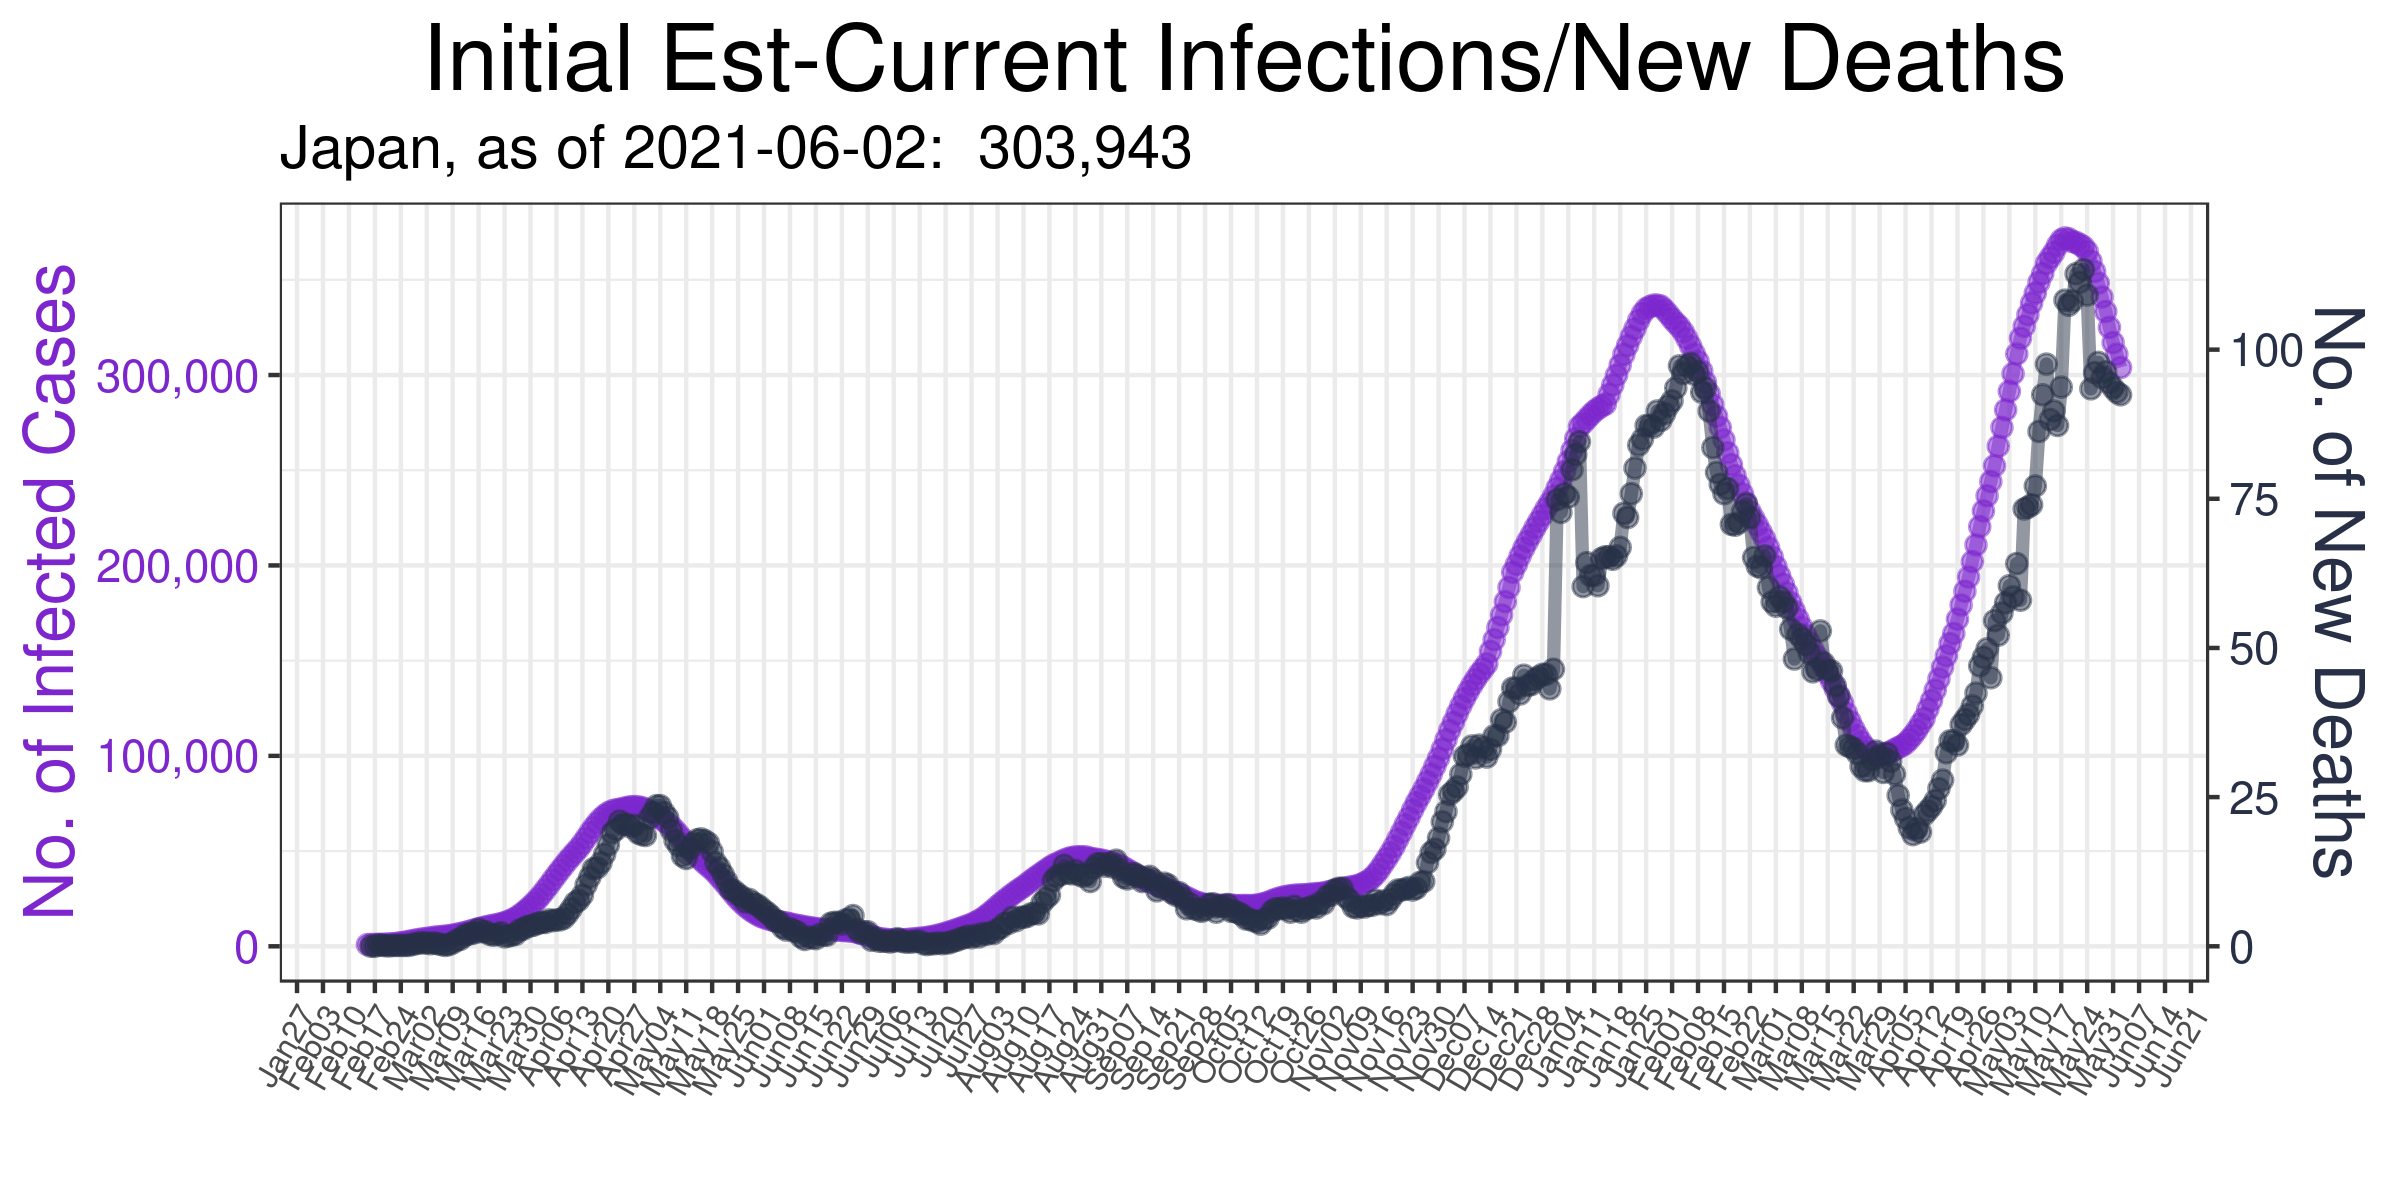 Initial Est-Current Infections/New Deaths
Japan, as of 2021-06-02:  303,943
No. of Infected Cases
300,000
200,000
100,000
0
No. of New Deaths
100
75
50
25
0
Jan27
Feb03
Feb10
Feb17
Feb24
Mar02
Mar09
Mar16
Mar23
Mar30
Apr06
Apr13
Apr20
Apr27
May04
May11
May18
May25
Jun01
Jun08
Jun15
Jun22
Jun29
Jul06
Jul13
Jul20
Jul27
Aug03
Aug10
Aug17
Aug24
Aug31
Sep07
Sep14
Sep21
Sep28
Oct05
Oct12
Oct19
Oct26
Nov02
Nov09
Nov16
Nov23
Nov30
Dec07
Dec14
Dec21
Dec28
Jan04
Jan11
Jan18
Jan25
Feb01
Feb08
Feb15
Feb22
Mar01
Mar08
Mar15
Mar22
Mar29
Apr05
Apr12
Apr19
Apr26
May03
May10
May17
May24
May31
Jun07
Jun14
Jun21